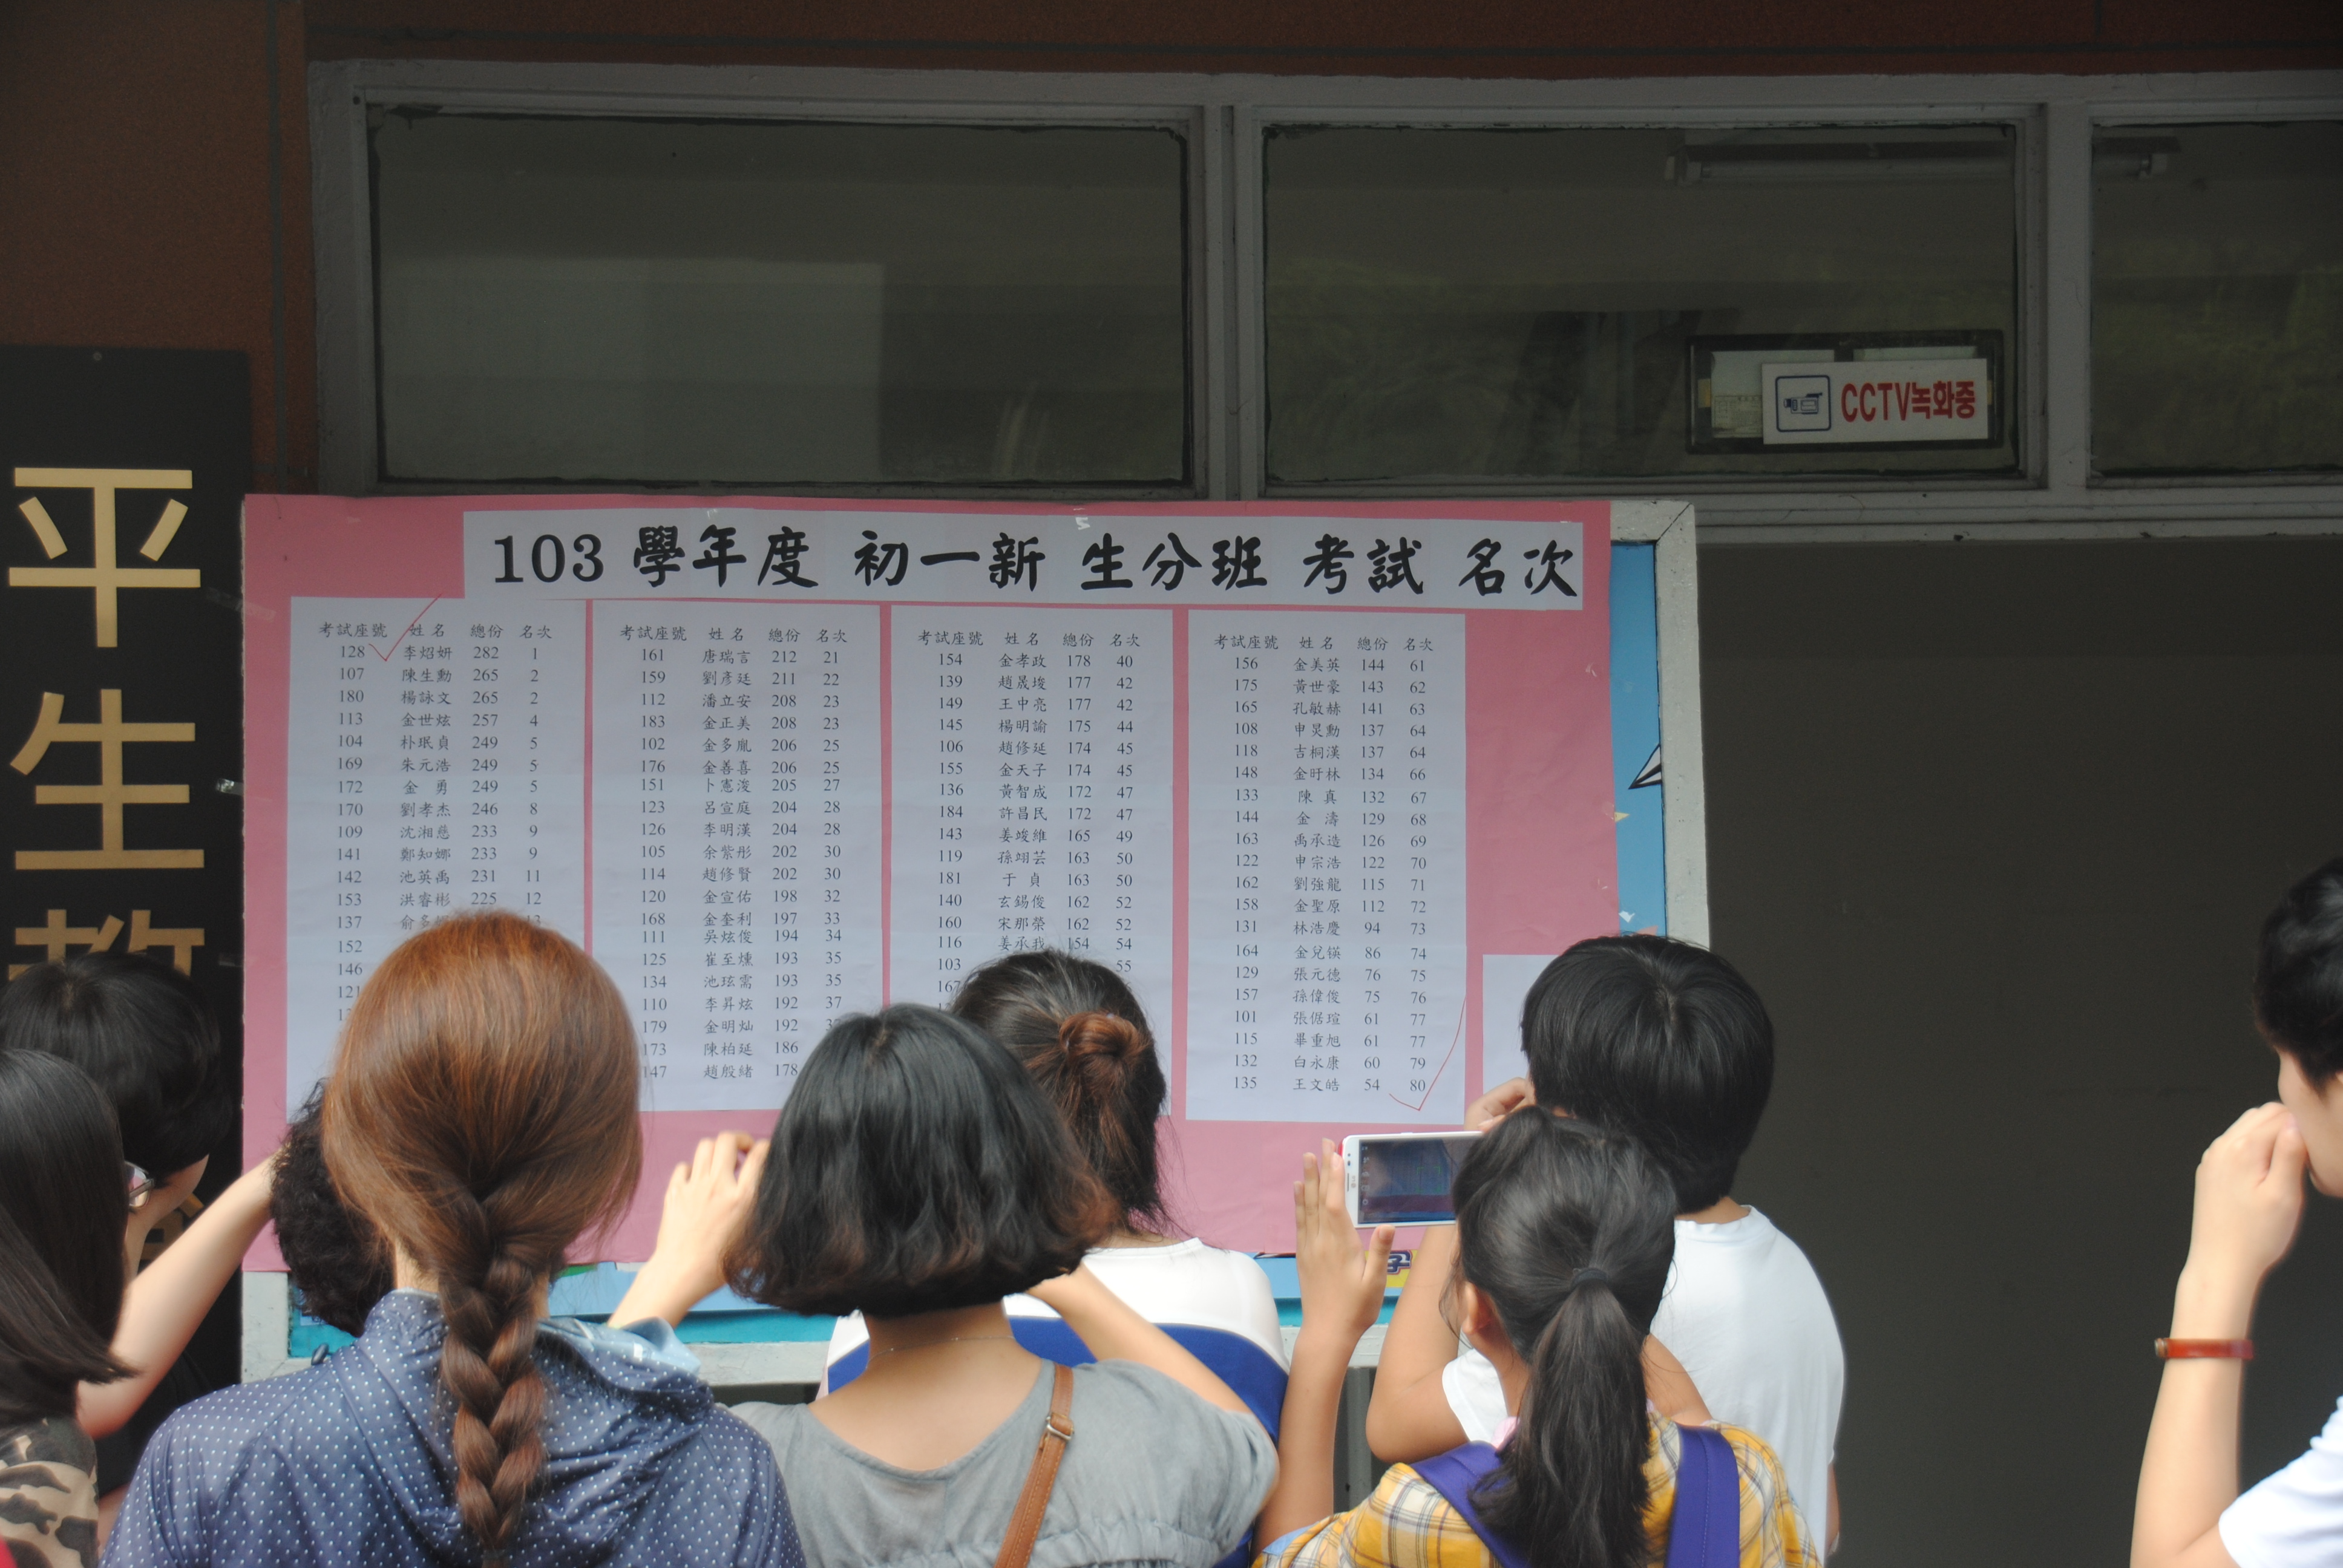 CCTV녹화중
平生教
103 學年度 初一新 生分班 考試 名次
考試座號 姓名 總份 名次
128 李炤妍 282 1
107 陳生勳 265 2
180 楊詠文 265 2
113 金世炫 257 4
104 朴珉貞 249 5
169 朱元浩 249 5
172 金 勇 249 5
170 劉孝杰 246 8
109 沈湘慈 233 9
141 鄭知娜 233 9
142 池英禹 231 11
153 洪睿彬 225 12
137 俞多
152
146
121
考試座號 姓名 總份 名次
161 唐瑞言 212 21
159 劉彦廷 211 22
112 潘立安 208 23
183 金正美 208 23
102 金多胤 206 25
176 金善喜 206 25
151 卜憲浚 205 27
123 呂宣庭 204 28
126 李明漢 204 28
105 余紫彤 202 30
114 趙修賢 202 30
120 金宣佑 198 32
168 金奎利 197 33
111 吳炫俊 194 34
125 崔至燻 193 35
134 池玹霌 193 35
110 李昇炫 192 37
179 金明灿 192
173 陳柏延 186
147 趙殷緒 178
考試座號 姓名 總份 名次
154 金孝政 178 40
139 趙晟埈 177 42
149 王中亮 177 42
145 楊明諭 175 44
106 趙修延 174 45
155 金天子 174 45
136 黃智成 172 47
184 許昌民 172 47
143 姜竣維 165 49
119 孫翊芸 163 50
181 于 貞 163 50
140 玄錫俊 162 52
160 宋那榮 162 52
116 姜承我 154 54
103 55
167
考試座號 姓名 總份 名次
156 金美英 144 61
175 黃世豪 143 62
165 孔敏赫 141 63
108 申炅勳 137 64
118 吉桐漢 137 64
148 金旴林 134 66
133 陳 真 132 67
144 金 濤 129 68
163 禹承造 126 69
122 申宗浩 122 70
162 劉強龍 115 71
158 金聖原 112 72
131 林浩慶 94 73
164 金兌鍈 86 74
129 張元德 76 75
157 孫偉俊 75 76
101 張倨瑄 61 77
115 畢重旭 61 77
132 白永康 60 79
135 王文皓 54 80